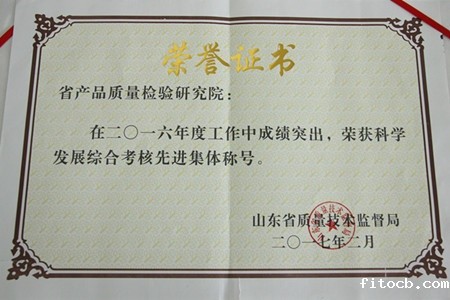 荣誉证书
省产品质量检验研究院：
在二〇一六年度工作中成绩突出，荣获科学
发展综合考核先进集体称号。
山东省质量技术监督局
二〇一七年二月
fitocb.com